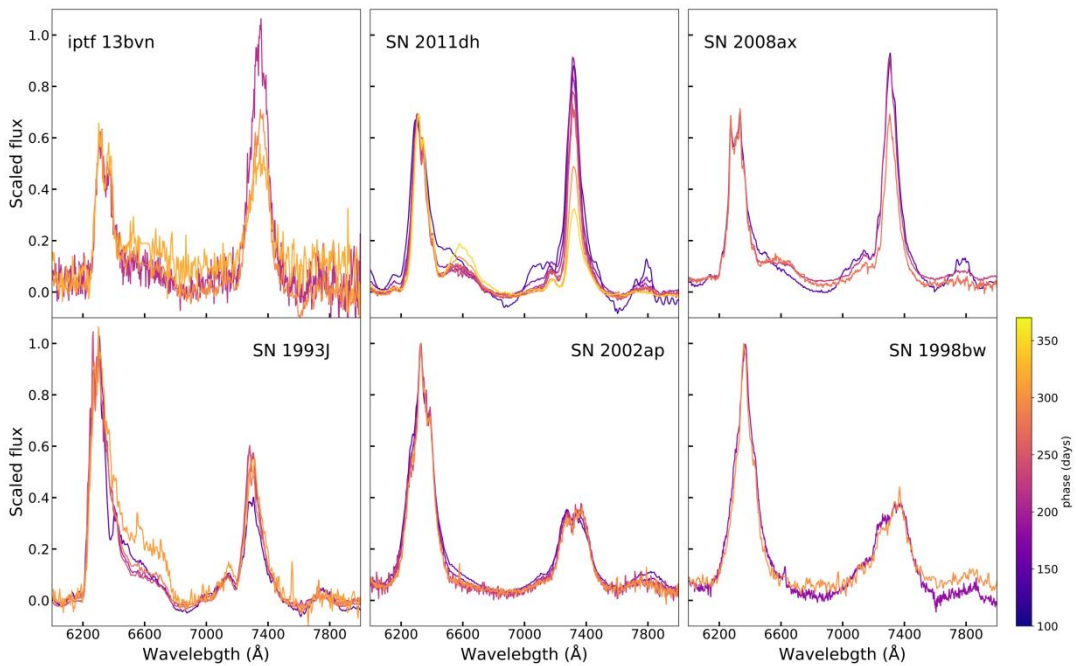 iptf 13bvn
SN 2011dh
SN 2008ax
Scaled flux
1.0
0.8
0.6
0.4
0.2
0.0
SN 1993J
SN 2002ap
SN 1998bw
Scaled flux
1.0
0.8
0.6
0.4
0.2
0.0
6200 6600 7000 7400 7800
6200 6600 7000 7400 7800
6200 6600 7000 7400 7800
Wavelebgth (Å)
Wavelebgth (Å)
Wavelebgth (Å)
350
300
250
200
150
100
phase (days)